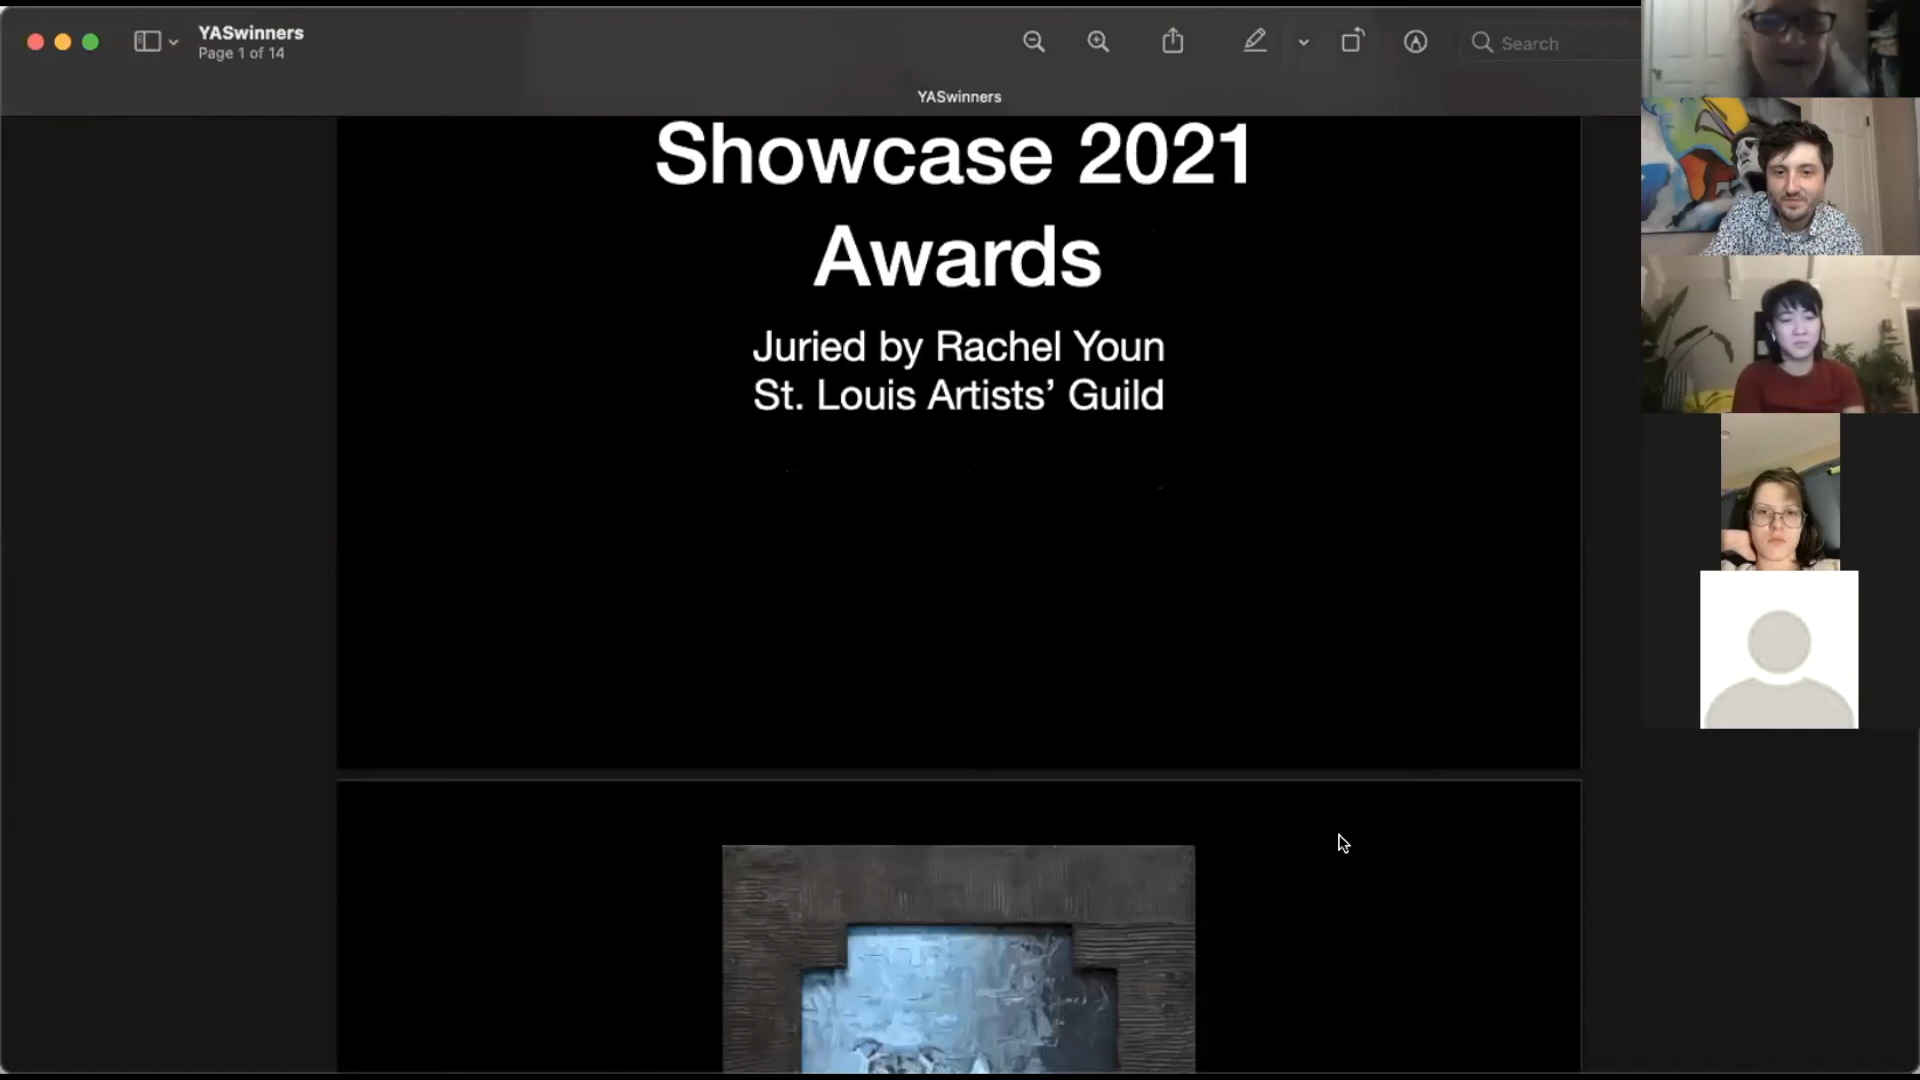 YASwinners
Page 1 of 14
Search
YASwinners
Showcase 2021
Awards
Juried by Rachel Youn
St. Louis Artists’ Guild